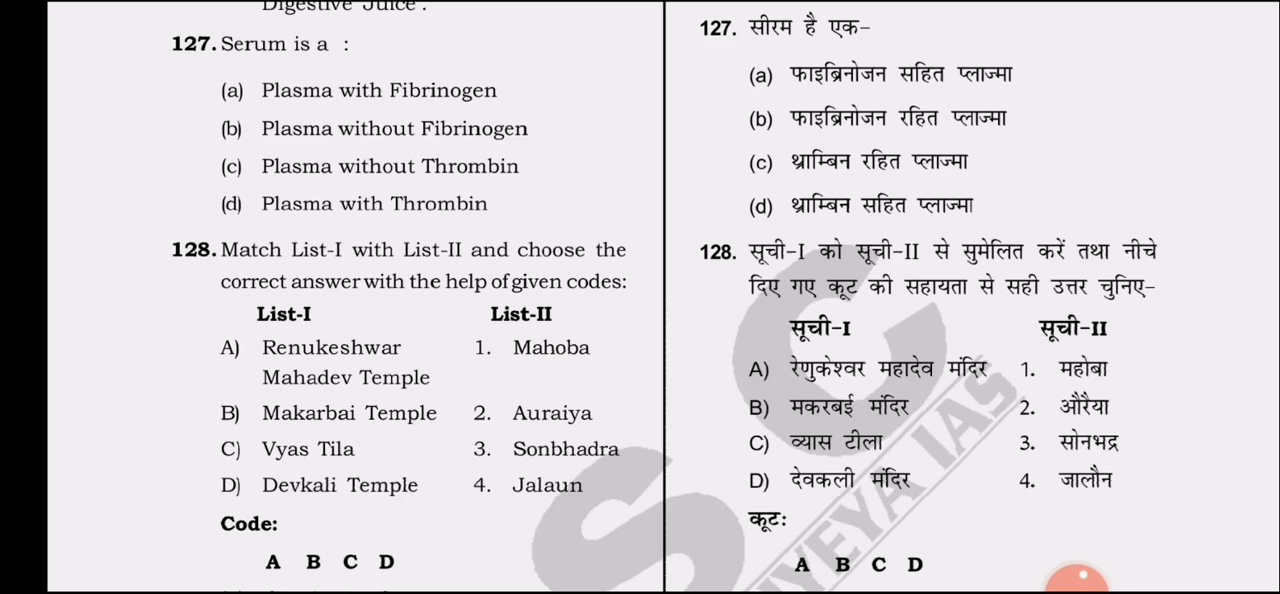 Digestive Juice .
127. Serum is a :
(a) Plasma with Fibrinogen
(b) Plasma without Fibrinogen
(c) Plasma without Thrombin
(d) Plasma with Thrombin
128. Match List-I with List-II and choose the
correct answer with the help of given codes:
List-I List-II
A) Renukeshwar 1. Mahoba
Mahadev Temple
B) Makarbai Temple 2. Auraiya
C) Vyas Tila 3. Sonbhadra
D) Devkali Temple 4. Jalaun
Code:
A B C D
127. सीरम है एक–
(a) फाइब्रिनोजन सहित प्लाज्मा
(b) फाइब्रिनोजन रहित प्लाज्मा
(c) थ्राम्बिन रहित प्लाज्मा
(d) थ्राम्बिन सहित प्लाज्मा
128. सूची-I को सूची-II से सुमेलित करें तथा नीचे
दिए गए कूट की सहायता से सही उत्तर चुनिए–
सूची-I सूची-II
A) रेणुकेश्वर महादेव मंदिर 1. महोबा
B) मकरबई मंदिर 2. औरैया
C) व्यास टीला 3. सोनभद्र
D) देवकली मंदिर 4. जालौन
कूट:
A B C D
IAS